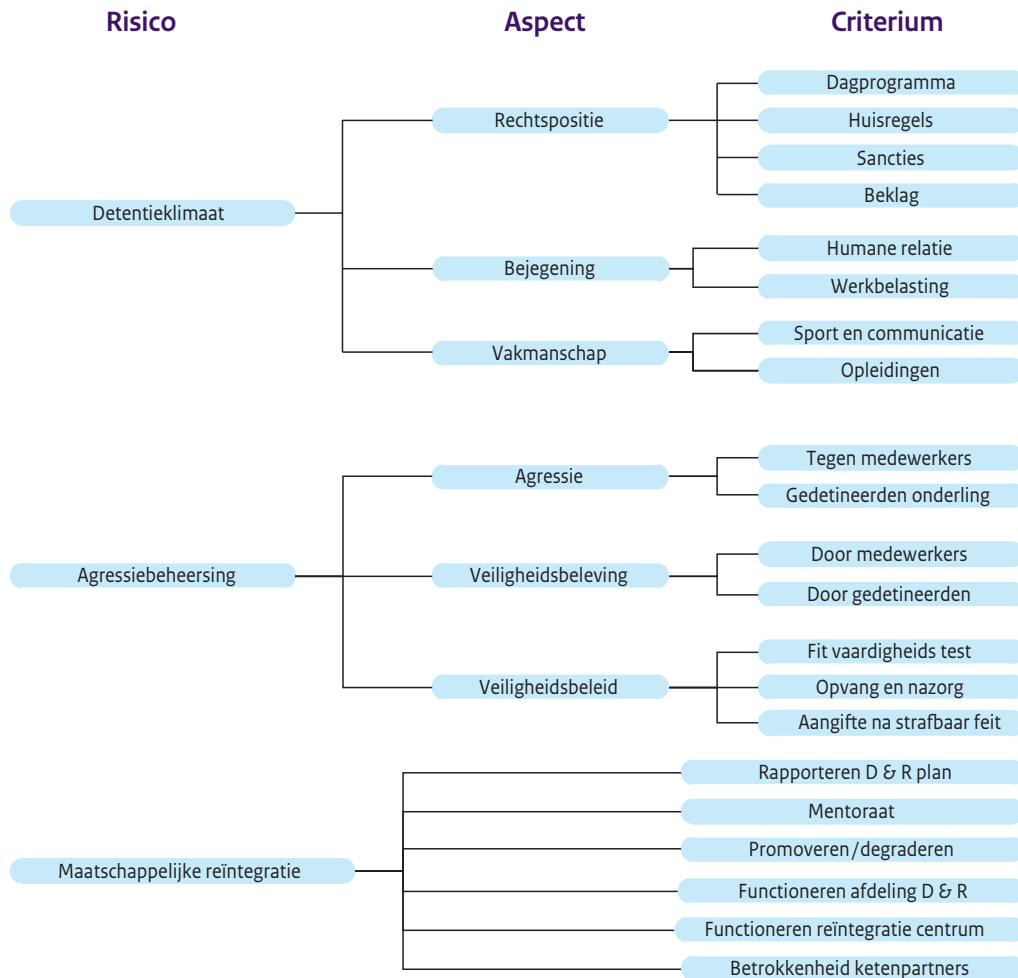 Risico
Aspect
Criterium
Detentieklimaat
Rechtspositie
Dagprogramma
Huisregels
Sancties
Beklag
Bejegening
Humane relatie
Werkbelasting
Vakmanschap
Sport en communicatie
Opleidingen
Agressiebeheersing
Agressie
Tegen medewerkers
Gedetineerden onderling
Veiligheidsbeleving
Door medewerkers
Door gedetineerden
Veiligheidsbeleid
Fit vaardigheids test
Opvang en nazorg
Aangifte na strafbaar feit
Maatschappelijke reïntegratie
Rapporteren D & R plan
Mentoraat
Promoveren/degraderen
Functioneren afdeling D & R
Functioneren reïntegratie centrum
Betrokkenheid ketenpartners